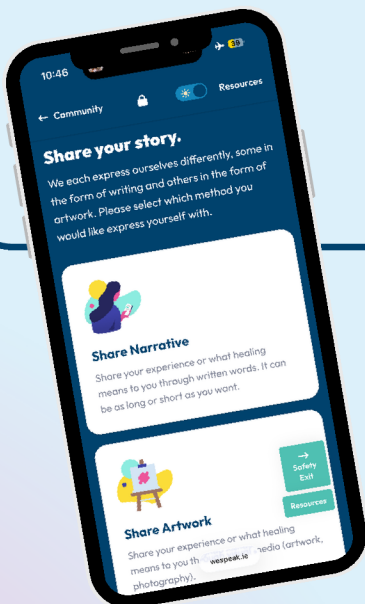 10:46
38
← Community
Resources
Share your story.
We each express ourselves differently, some in
the form of writing and others in the form of
artwork. Please select which method you
would like express yourself with.
Share Narrative
Share your experience or what healing
means to you through written words. It can
be as long or short as you want.
→
Safety
Exit
Resources
Share Artwork
Share your experience or what healing
means to you th
media (artwork,
photography).
wespeak.ie